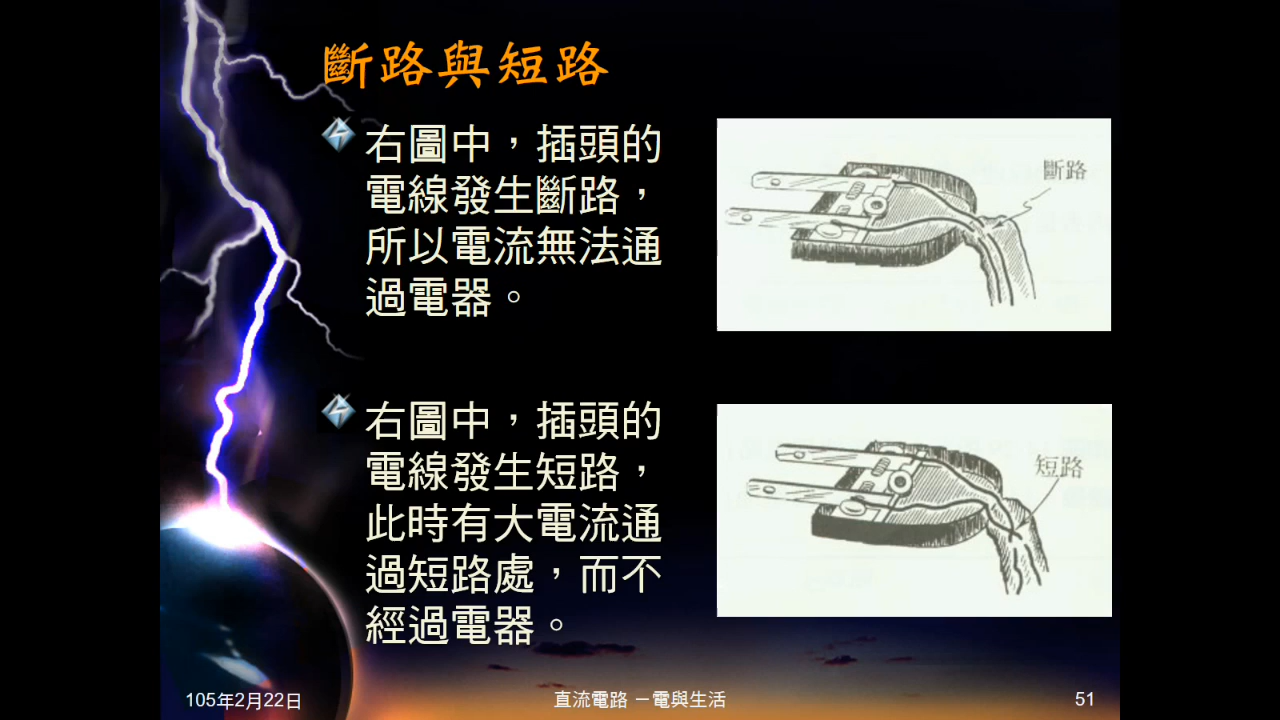 斷路與短路
右圖中，插頭的
電線發生斷路，
所以電流無法通
過電器。
斷路
右圖中，插頭的
電線發生短路，
此時有大電流通
過短路處，而不
經過電器。
短路
105年2月22日
直流電路 －電與生活
51